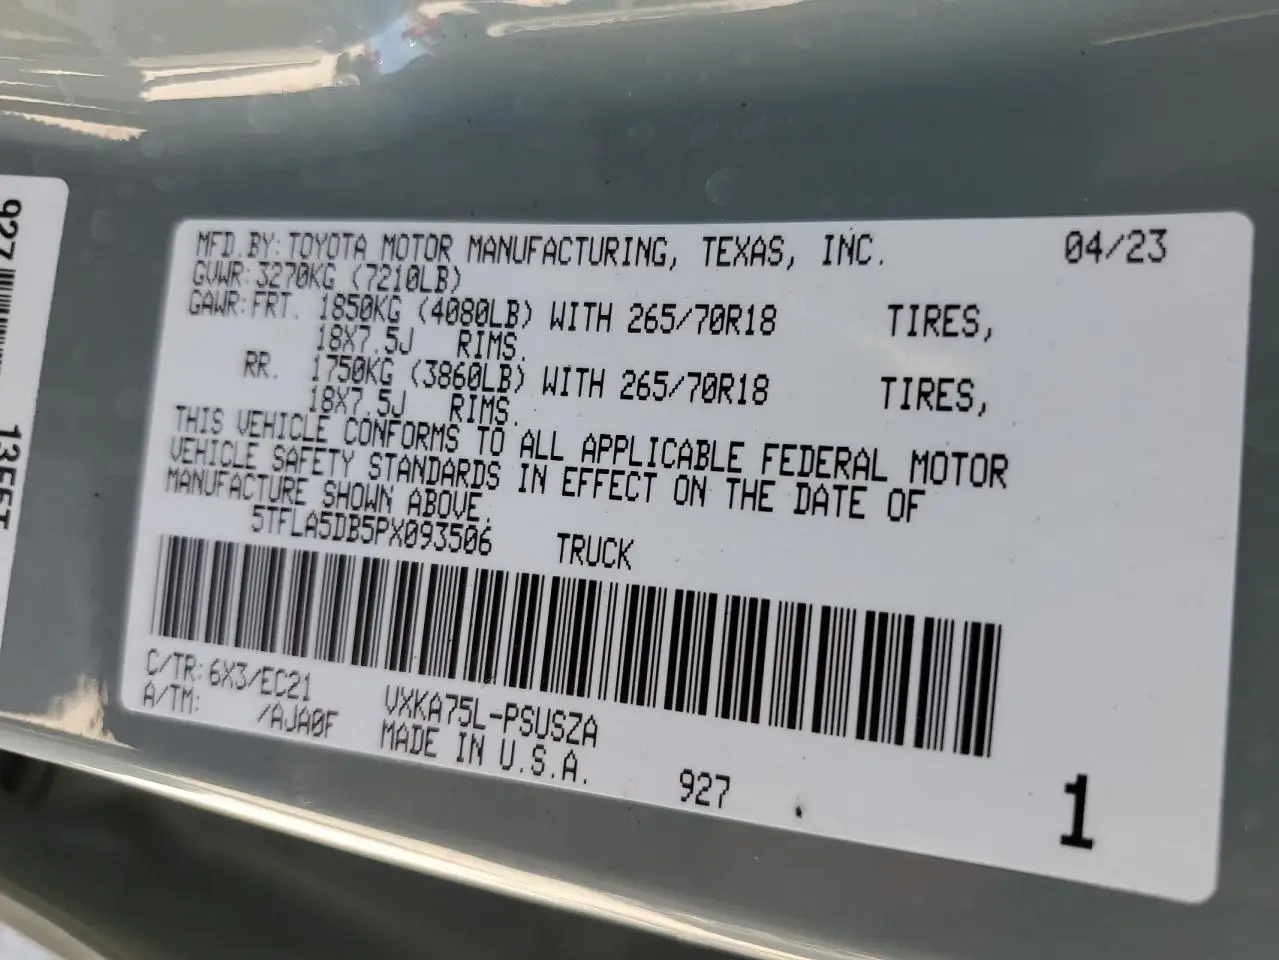 MFD. BY: TOYOTA MOTOR MANUFACTURING, TEXAS, INC. 04/23
GVWR: 3270KG (7210LB)
GAWR: FRT. 1850KG (4080LB) WITH 265/70R18 TIRES,
18X7.5J RIMS.
RR. 1750KG (3860LB) WITH 265/70R18 TIRES,
18X7.5J RIMS.
THIS VEHICLE CONFORMS TO ALL APPLICABLE FEDERAL MOTOR
VEHICLE SAFETY STANDARDS IN EFFECT ON THE DATE OF
MANUFACTURE SHOWN ABOVE.
5TFLA5DB5PX093506 TRUCK
C/TR: 6X3/EC21 VXKA75L-PSUSZA
A/TM: /AJA0F MADE IN U.S.A. 927
1
927